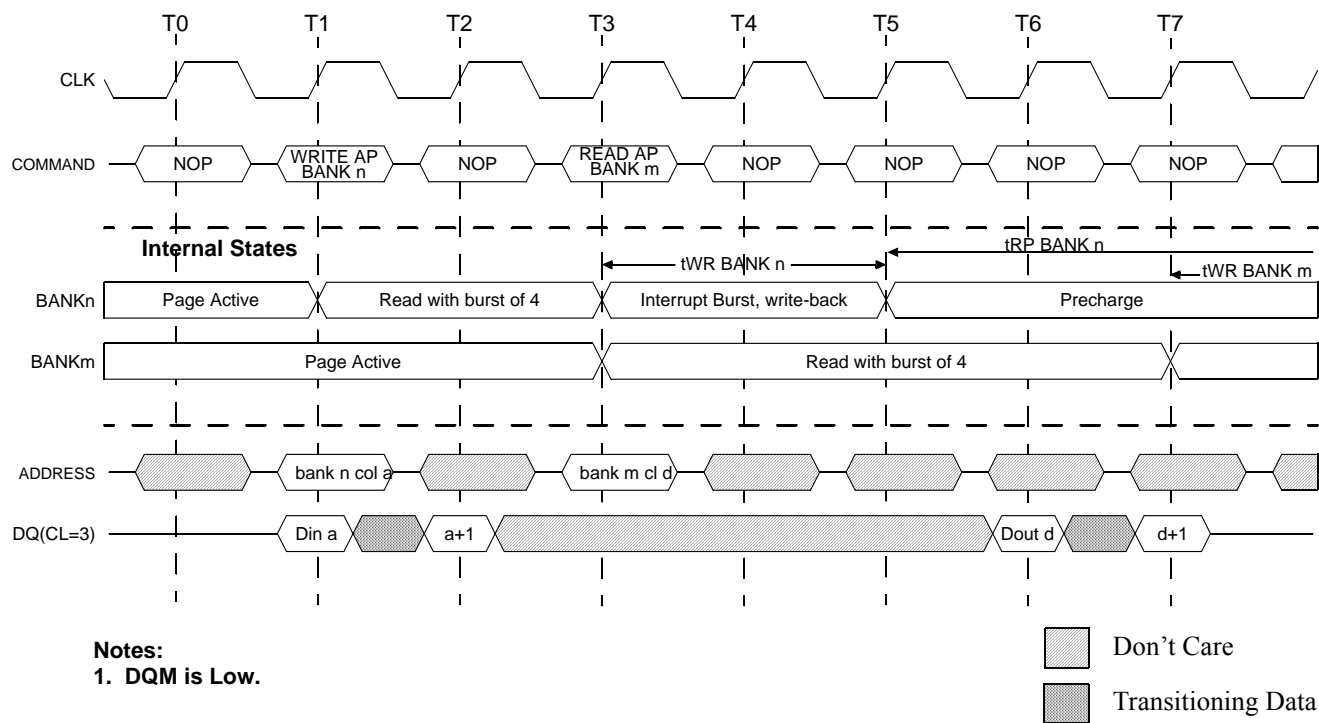 T0 T1 T2 T3 T4 T5 T6 T7
CLK
COMMAND NOP WRITE AP BANK n NOP READ AP BANK m NOP NOP NOP NOP
Internal States
tWR BANK n
tRP BANK n
tWR BANK m
BANKn Page Active Read with burst of 4 Interrupt Burst, write-back Precharge
BANKm Page Active Read with burst of 4
ADDRESS bank n col a bank m cl d
DQ(CL=3) Din a a+1 Dout d d+1
Notes:
1. DQM is Low.
Don't Care
Transitioning Data